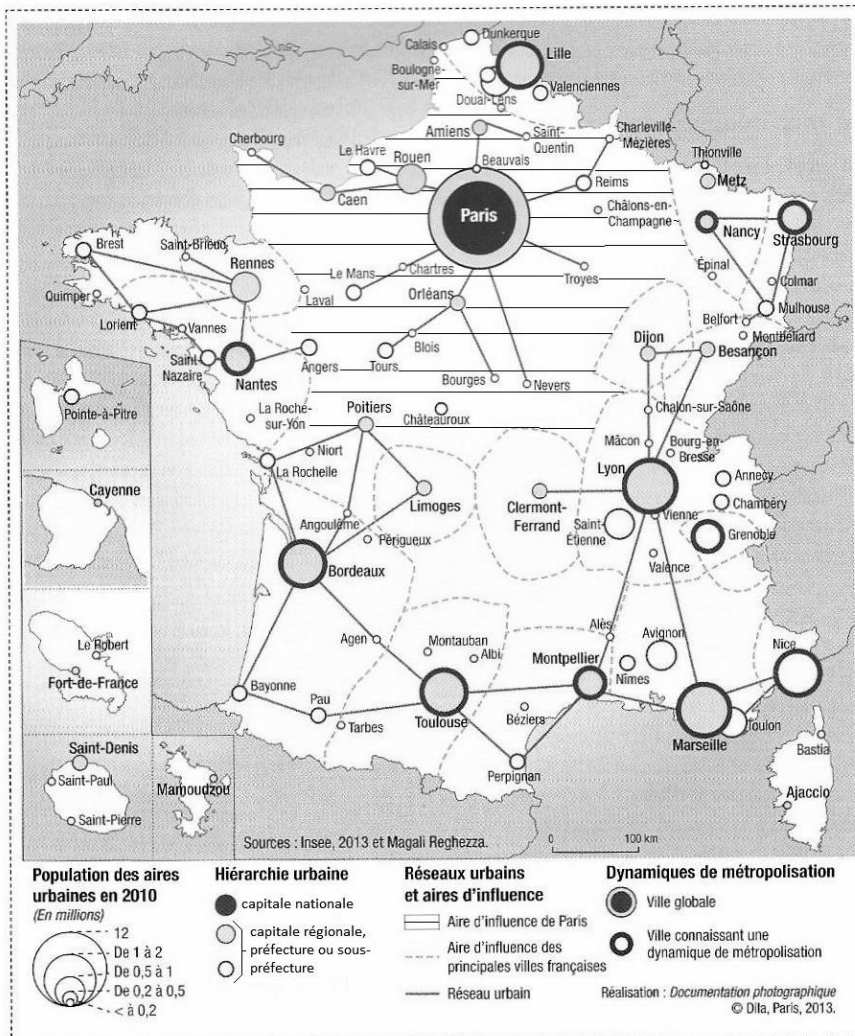 Dunkerque
Calais
Lille
Boulogne-
sur-Mer
Valenciennes
Douai-Lens
Amiens
Saint-
Quentin
Charleville-
Mézières
Cherbourg
Le Havre
Rouen
Beauvais
Thionville
Metz
Caen
Reims
Paris
Châlons-en-
Champagne
Nancy
Strasbourg
Brest
Saint-Brieuc
Rennes
Chartres
Le Mans
Troyes
Épinal
Colmar
Quimper
Laval
Orléans
Lorient
Vannes
Mulhouse
Belfort
Montbéliard
Blois
Dijon
Besançon
Saint-
Nazaire
Nantes
Angers
Tours
Bourges
Nevers
Pointe-à-Pitre
La Roche-
sur-Yon
Poitiers
Châteauroux
Chalon-sur-Saône
Niort
Mâcon
Bourg-en-
Bresse
La Rochelle
Lyon
Annecy
Cayenne
Limoges
Clermont-
Ferrand
Chambéry
Angoulême
Saint-
Étienne
Vienne
Grenoble
Périgueux
Valence
Bordeaux
Le Robert
Fort-de-France
Agen
Montauban
Albi
Alès
Avignon
Nice
Montpellier
Nîmes
Bayonne
Pau
Toulouse
Béziers
Tarbes
Marseille
Toulon
Saint-Denis
Bastia
Perpignan
Saint-Paul
Mamoudzou
Ajaccio
Saint-Pierre
Sources : Insee, 2013 et Magali Reghezza.
0 100 km
Population des aires
urbaines en 2010
(En millions)
12
De 1 à 2
De 0,5 à 1
De 0,2 à 0,5
< à 0,2
Hiérarchie urbaine
capitale nationale
capitale régionale,
préfecture ou sous-
préfecture
Réseaux urbains
et aires d'influence
Aire d'influence de Paris
Aire d'influence des
principales villes françaises
Réseau urbain
Dynamiques de métropolisation
Ville globale
Ville connaissant une
dynamique de métropolisation
Réalisation : Documentation photographique
© Dila, Paris, 2013.